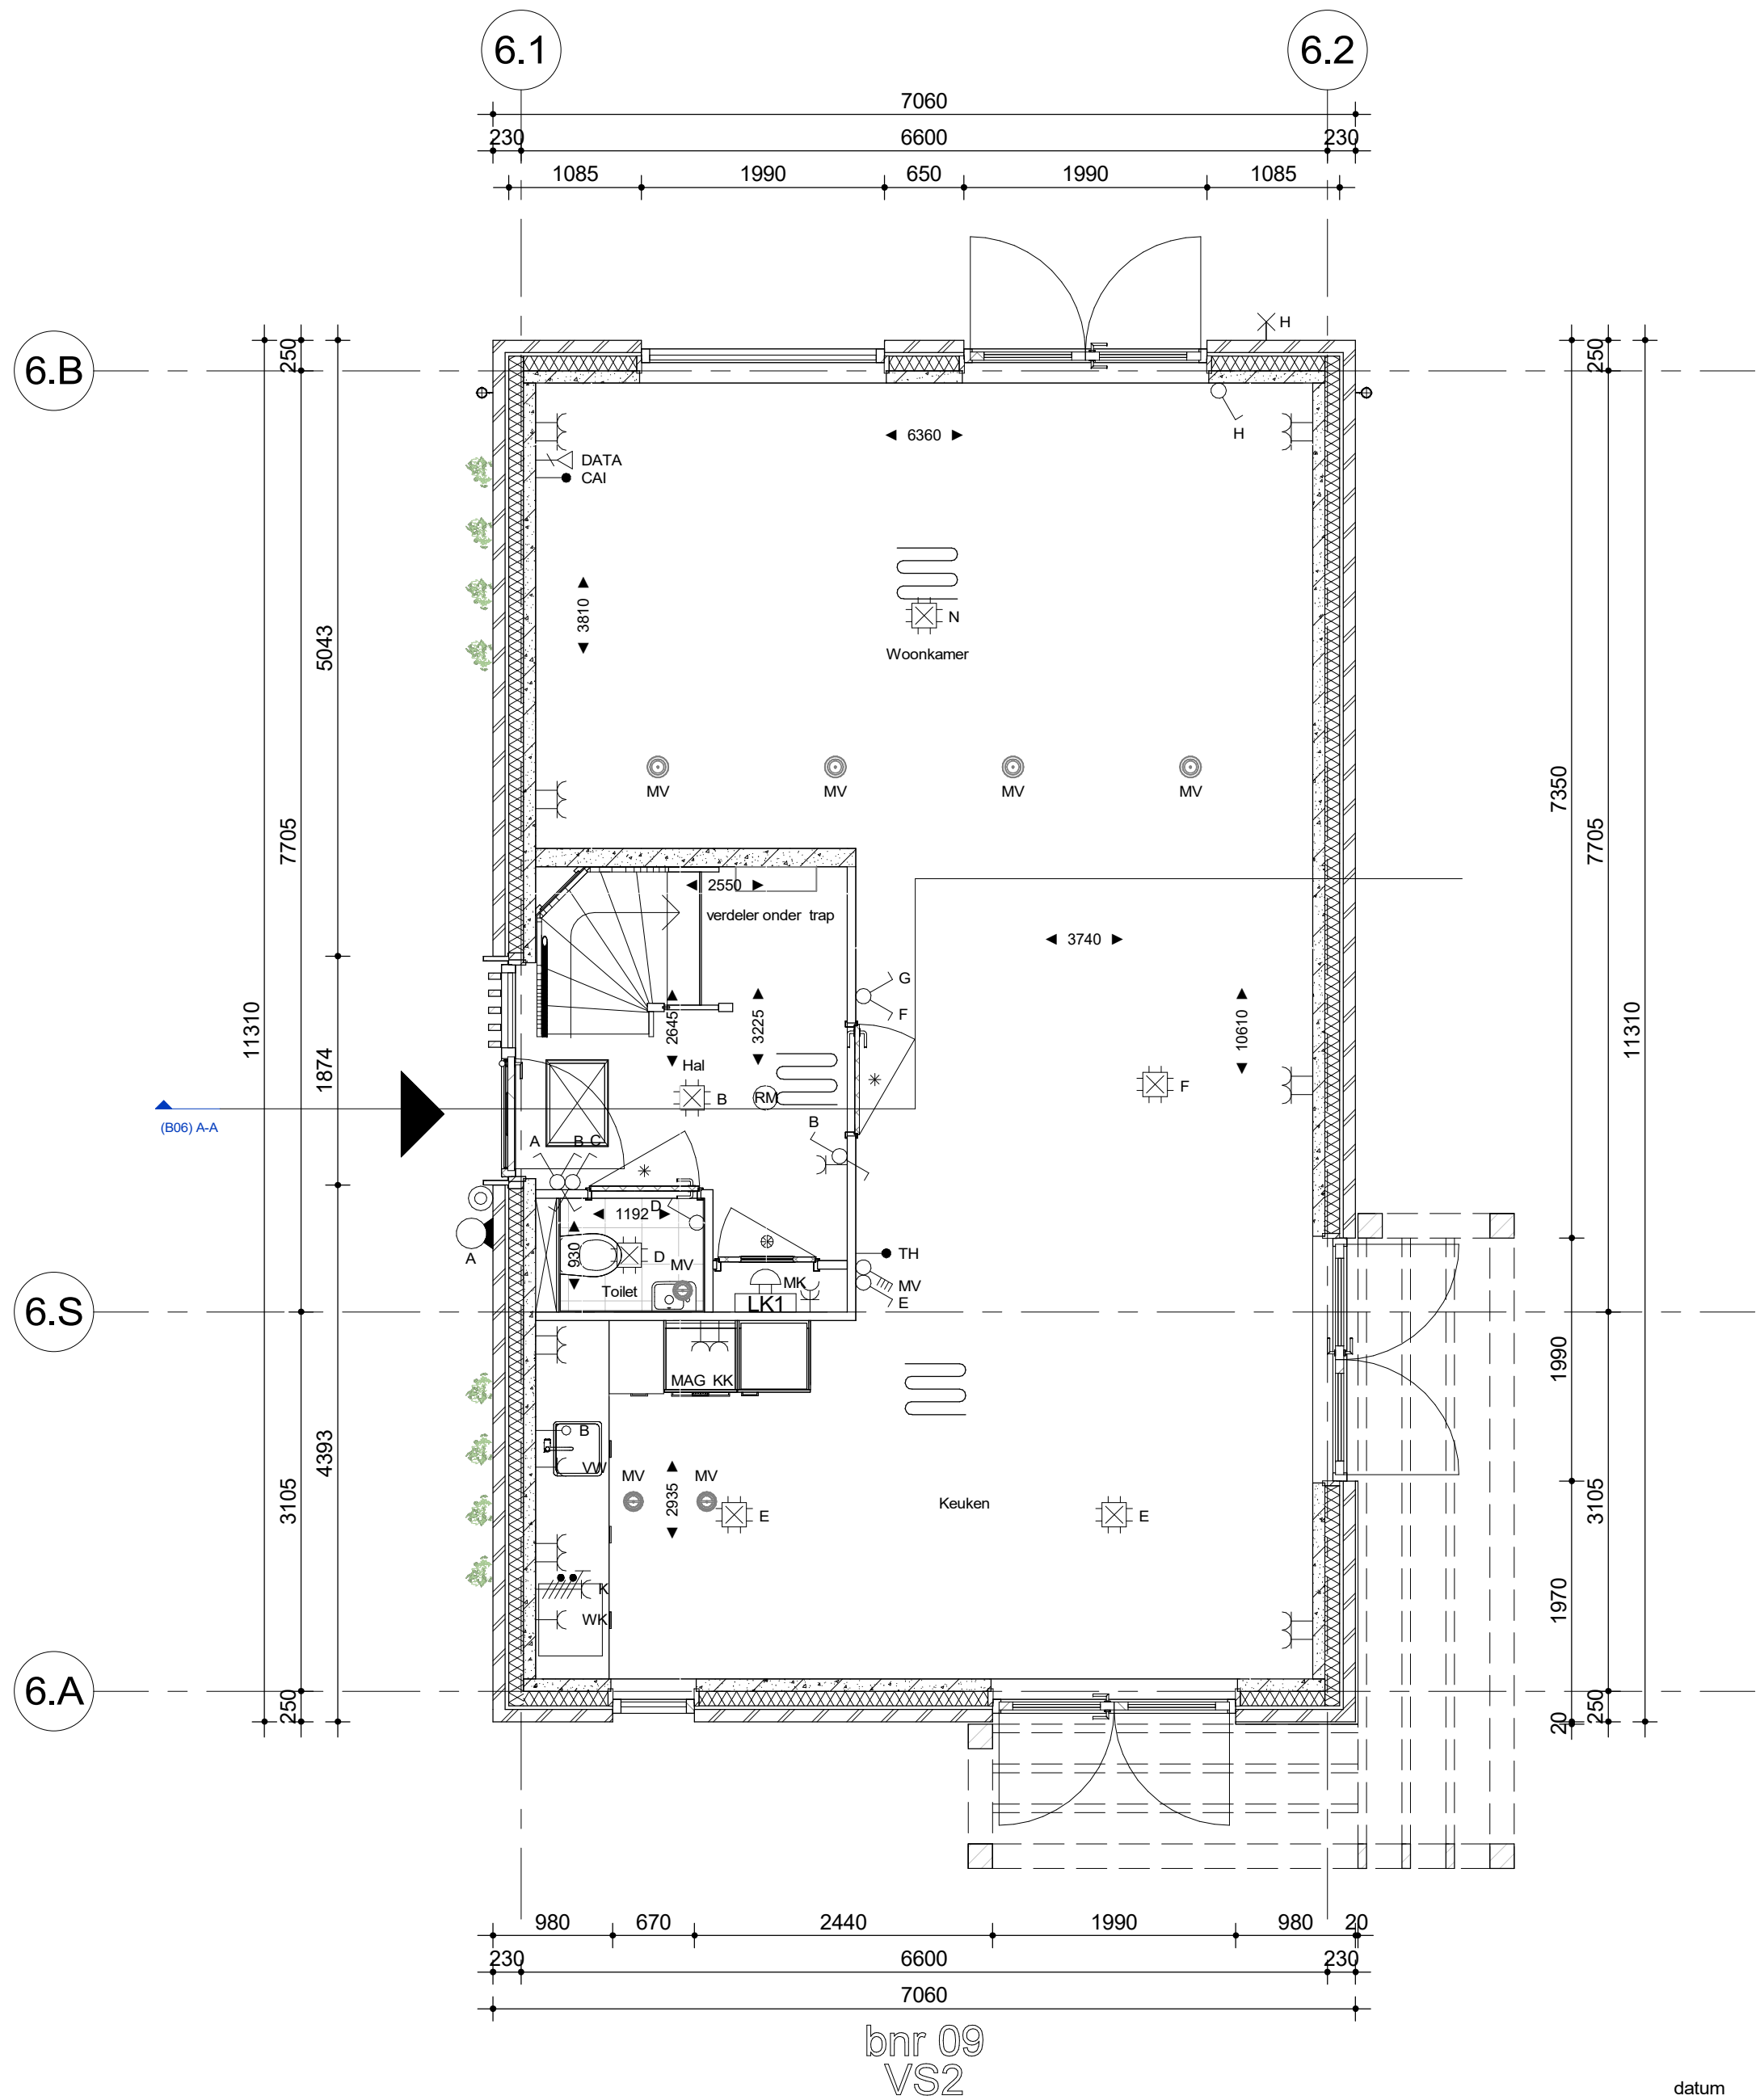 6.1
6.2
7060
230
6600
230
1085
1990
650
1990
1085
H
6.B
250
250
6360
H
DATA
CAI
3810
N
Woonkamer
5043
7350
MV
MV
MV
MV
7705
7705
2550
verdeler onder trap
3740
G
F
2645
3225
10610
11310
11310
1874
Hal
B
RM
F
(B06) A-A
A
B
C
B
D
1192
930
D
MV
A
TH
MK
MV
Toilet
LK1
E
6.S
1990
MAG
KK
B
VW
4393
MV
MV
2935
Keuken
E
E
3105
3105
K
WK
1970
6.A
250
250
20
980
670
2440
1990
980
20
230
6600
230
7060
bnr 09
VS2
datum